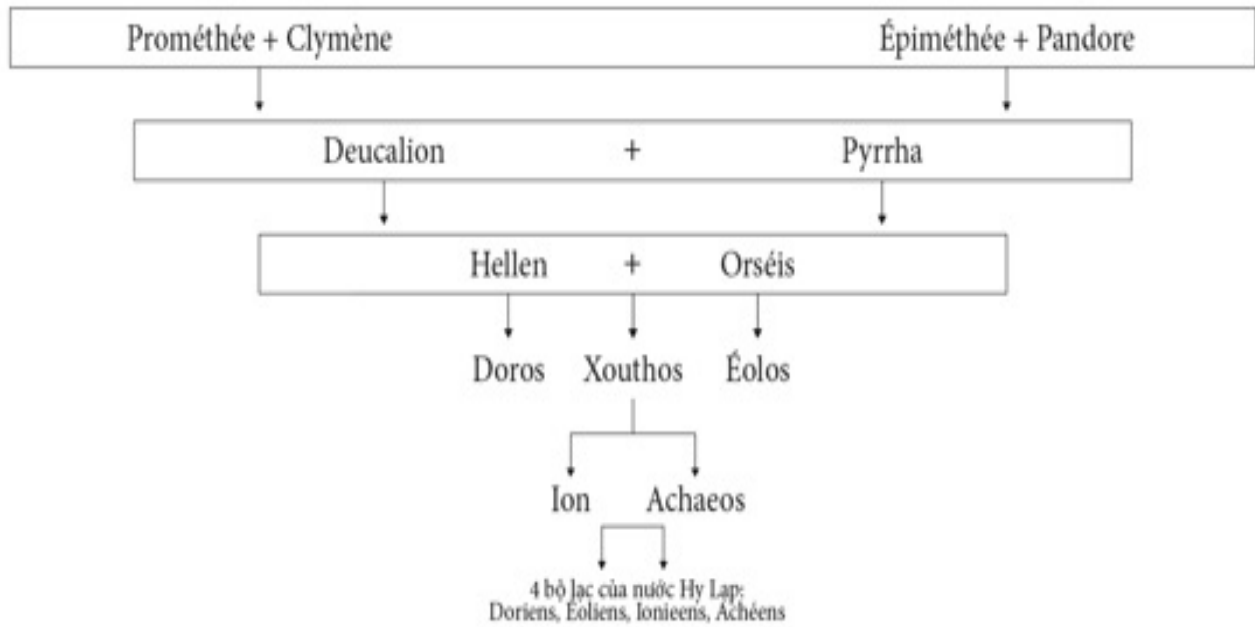 Prométhée + Clymène Épiméthée + Pandore
Deucalion + Pyrrha
Hellen + Orséis
Doros Xouthos Éolos
Ion Achaeos
4 bộ lạc của nước Hy Lạp:
Doriens, Éoliens, Ionieens, Achéens